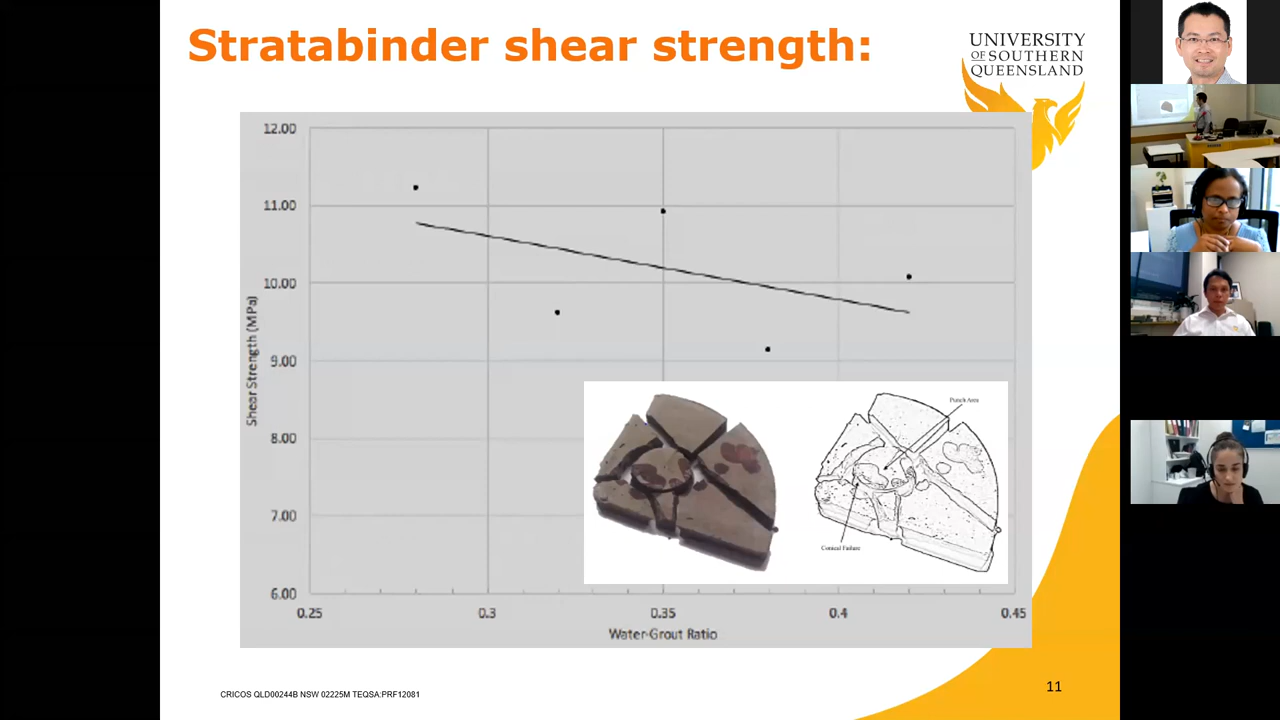 Stratabinder shear strength:
UNIVERSITY
OF SOUTHERN
QUEENSLAND
12.00
11.00
10.00
9.00
8.00
7.00
6.00
Shear Strength (MPa)
0.25
0.3
0.35
0.4
0.45
Water-Grout Ratio
Punch Area
Conical Failure
CRICOS QLD00244B NSW 02225M TEQSA:PRF12081
11